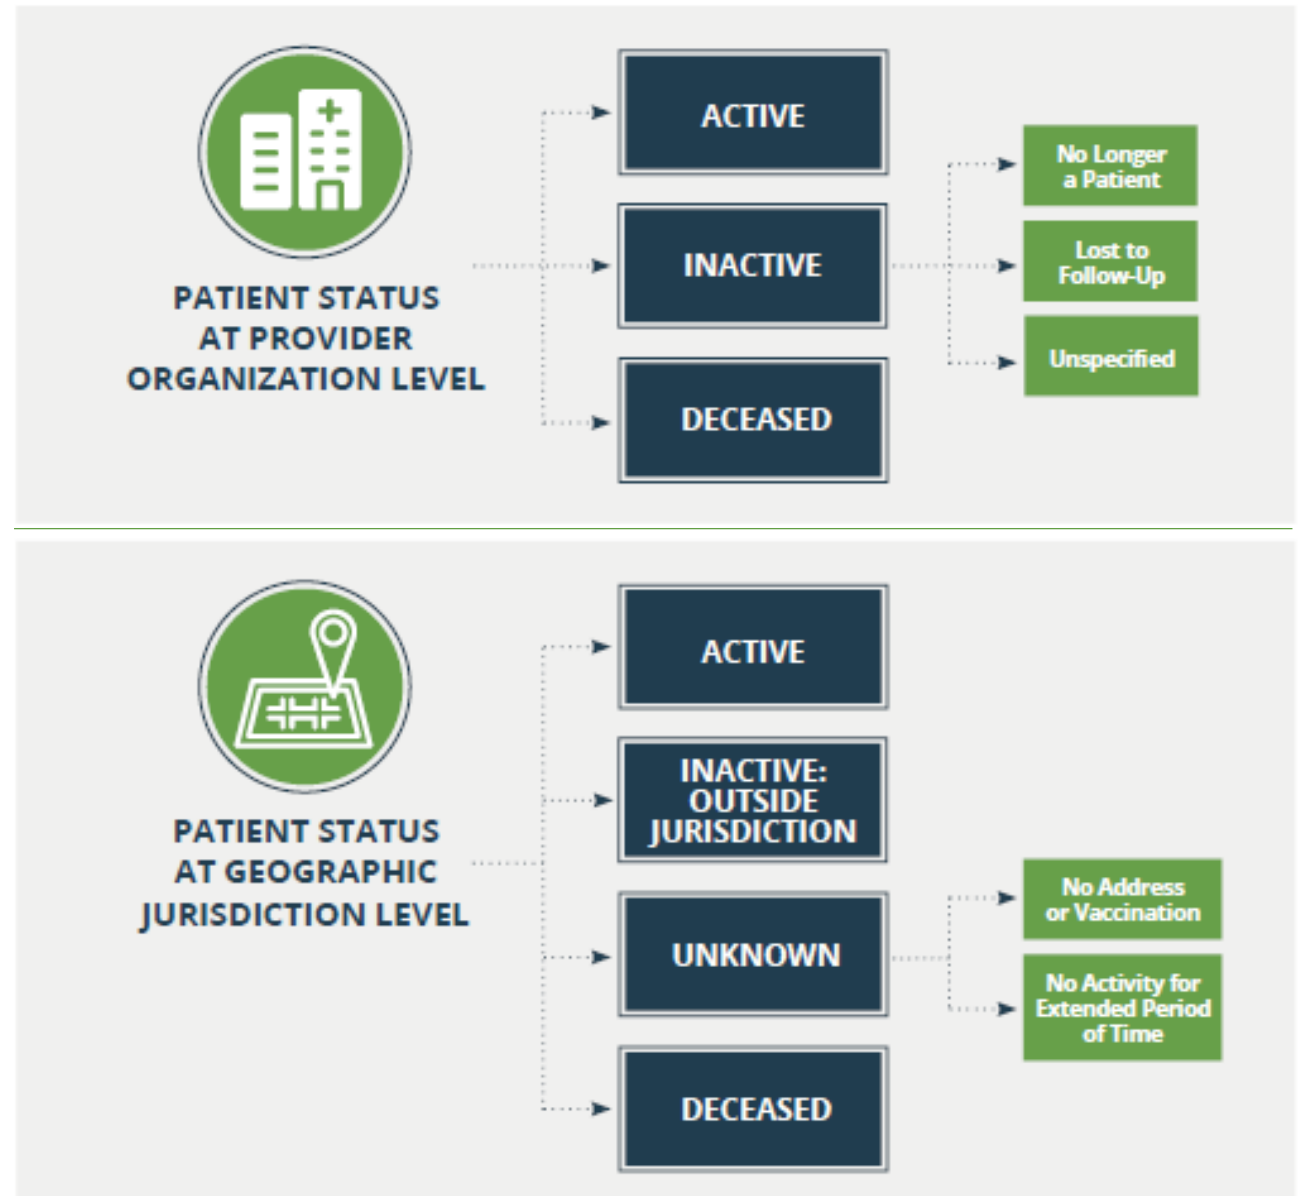 PATIENT STATUS
AT PROVIDER
ORGANIZATION LEVEL
ACTIVE
INACTIVE
DECEASED
No Longer
a Patient
Lost to
Follow-Up
Unspecified
PATIENT STATUS
AT GEOGRAPHIC
JURISDICTION LEVEL
ACTIVE
INACTIVE:
OUTSIDE
JURISDICTION
UNKNOWN
DECEASED
No Address
or Vaccination
No Activity for
Extended Period
of Time